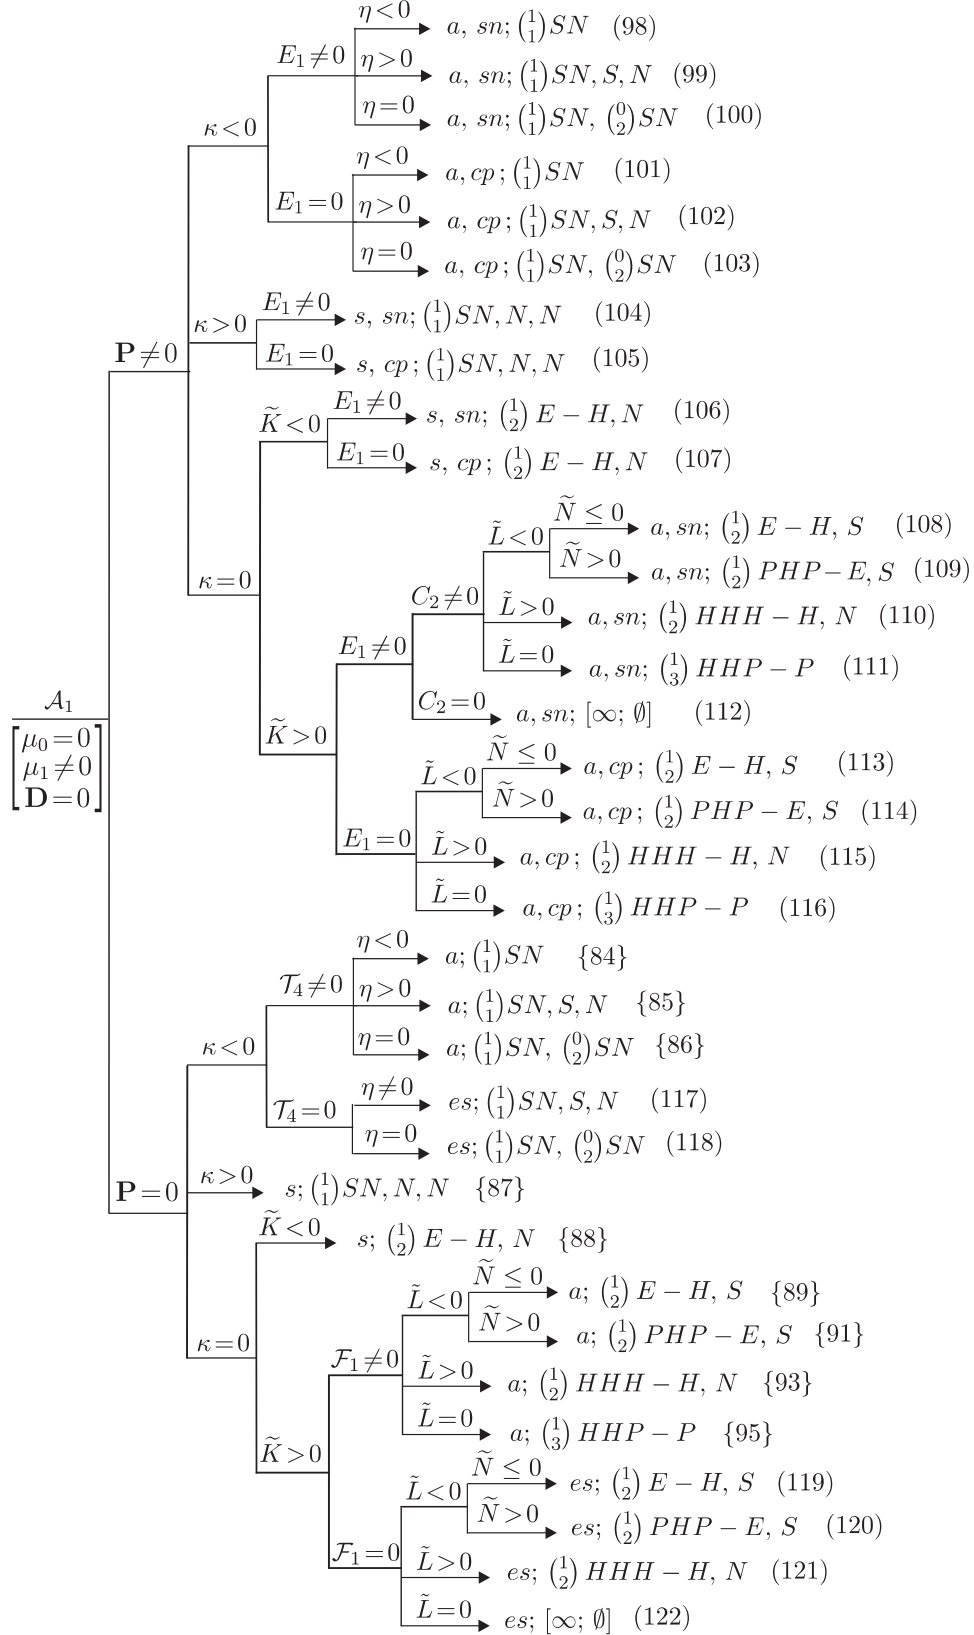 η<0 a, sn; (1 1)SN (98)
E₁≠0 η>0 a, sn; (1 1)SN, S, N (99)
η=0 a, sn; (1 1)SN, (0 2)SN (100)
κ<0
η<0 a, cp; (1 1)SN (101)
E₁=0 η>0 a, cp; (1 1)SN, S, N (102)
η=0 a, cp; (1 1)SN, (0 2)SN (103)
E₁≠0 s, sn; (1 1)SN, N, N (104)
κ>0
E₁=0 s, cp; (1 1)SN, N, N (105)
P≠0
E₁≠0 s, sn; (1 2) E − H, N (106)
K̃<0
E₁=0 s, cp; (1 2) E − H, N (107)
Ñ ≤ 0 a, sn; (1 2) E − H, S (108)
L̃<0
Ñ>0 a, sn; (1 2) PHP − E, S (109)
κ=0
C₂≠0 L̃>0 a, sn; (1 2) HHH − H, N (110)
E₁≠0 L̃=0 a, sn; (1 3) HHP − P (111)
C₂=0 a, sn; [∞; ∅] (112)
K̃>0
Ñ ≤ 0 a, cp; (1 2) E − H, S (113)
L̃<0
Ñ>0 a, cp; (1 2) PHP − E, S (114)
E₁=0 L̃>0 a, cp; (1 2) HHH − H, N (115)
L̃=0 a, cp; (1 3) HHP − P (116)
𝒜₁
[μ₀=0
μ₁≠0
D=0]
η<0 a; (1 1)SN {84}
𝒯₄≠0 η>0 a; (1 1)SN, S, N {85}
η=0 a; (1 1)SN, (0 2)SN {86}
κ<0
η≠0 es; (1 1)SN, S, N (117)
𝒯₄=0
η=0 es; (1 1)SN, (0 2)SN (118)
P=0 κ>0 s; (1 1)SN, N, N {87}
K̃<0 s; (1 2) E − H, N {88}
Ñ ≤ 0 a; (1 2) E − H, S {89}
L̃<0
Ñ>0 a; (1 2) PHP − E, S {91}
κ=0
ℱ₁≠0 L̃>0 a; (1 2) HHH − H, N {93}
L̃=0 a; (1 3) HHP − P {95}
K̃>0
Ñ ≤ 0 es; (1 2) E − H, S (119)
L̃<0
Ñ>0 es; (1 2) PHP − E, S (120)
ℱ₁=0 L̃>0 es; (1 2) HHH − H, N (121)
L̃=0 es; [∞; ∅] (122)